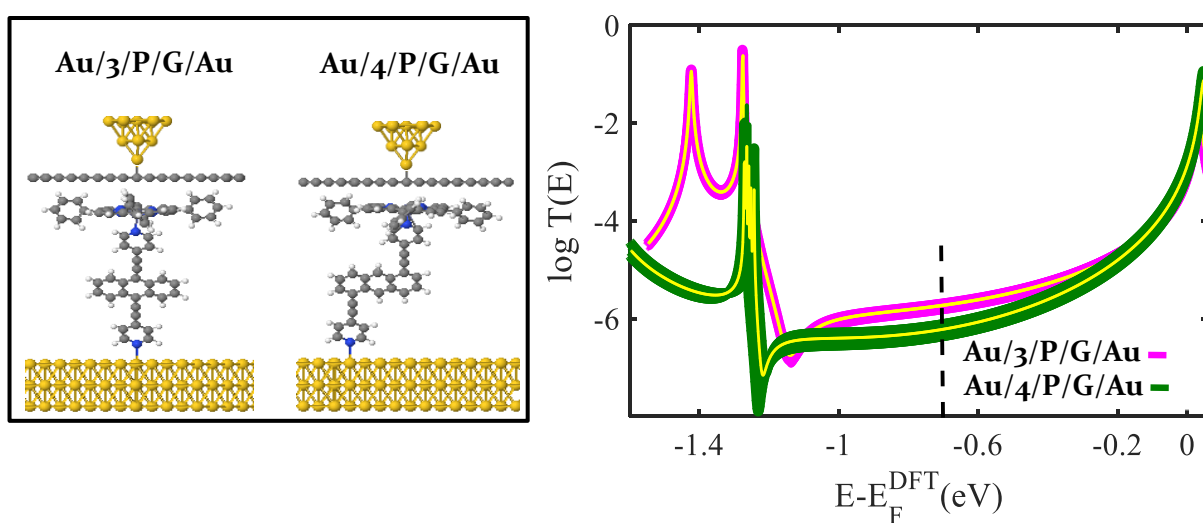 Au/3/P/G/Au Au/4/P/G/Au
log T(E)
0
-2
-4
-6
Au/3/P/G/Au
Au/4/P/G/Au
-1.4 -1 -0.6 -0.2 0
E-E_F^DFT(eV)